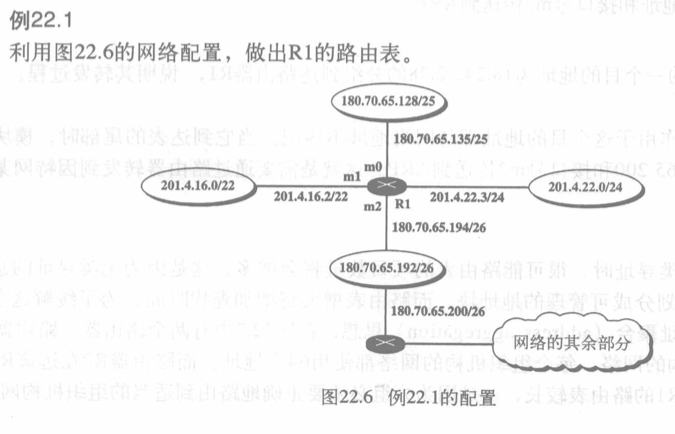 例22.1
利用图22.6的网络配置，做出R1的路由表。
180.70.65.128/25
180.70.65.135/25
m0
m1
201.4.16.0/22
201.4.16.2/22
m2
R1
201.4.22.3/24
201.4.22.0/24
180.70.65.194/26
180.70.65.192/26
180.70.65.200/26
网络的其余部分
图22.6 例22.1的配置